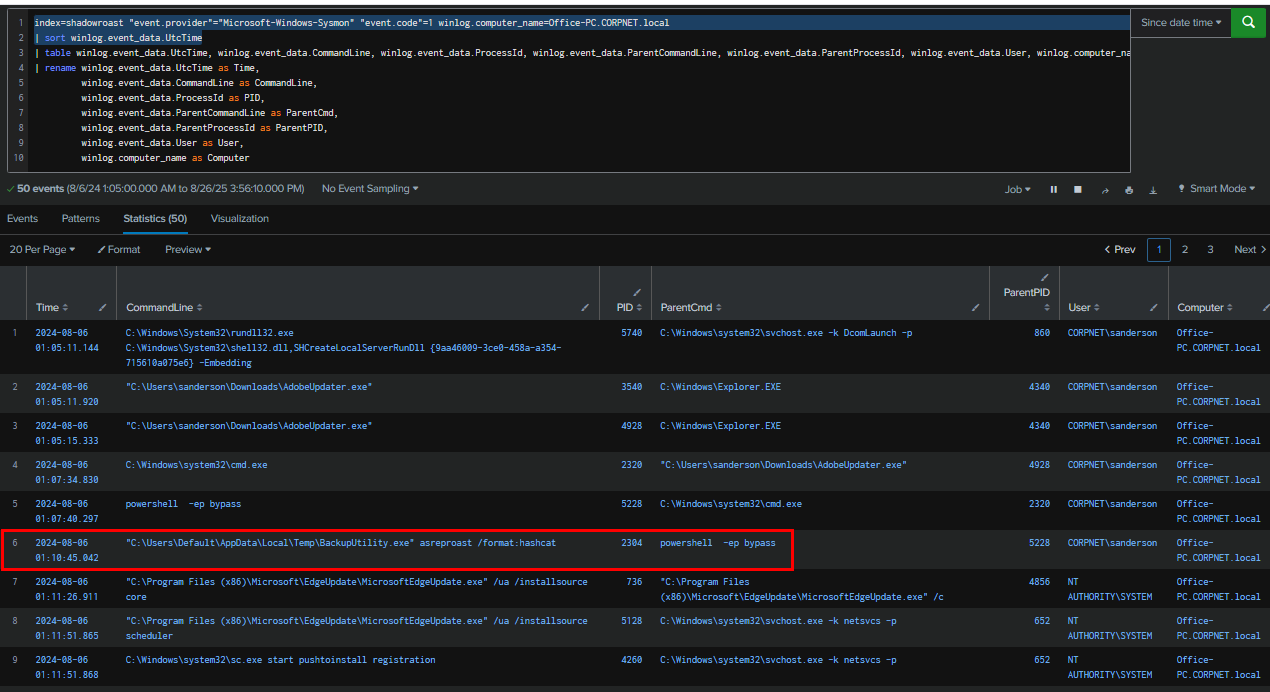 1 index=shadowroast "event.provider"="Microsoft-Windows-Sysmon" "event.code"=1 winlog.computer_name=Office-PC.CORPNET.local
2 | sort winlog.event_data.UtcTime
3 | table winlog.event_data.UtcTime, winlog.event_data.CommandLine, winlog.event_data.ProcessId, winlog.event_data.ParentCommandLine, winlog.event_data.ParentProcessId, winlog.event_data.User, winlog.computer_na
4 | rename winlog.event_data.UtcTime as Time,
5 winlog.event_data.CommandLine as CommandLine,
6 winlog.event_data.ProcessId as PID,
7 winlog.event_data.ParentCommandLine as ParentCmd,
8 winlog.event_data.ParentProcessId as ParentPID,
9 winlog.event_data.User as User,
10 winlog.computer_name as Computer
Since date time
50 events (8/6/24 1:05:00.000 AM to 8/26/25 3:56:10.000 PM) No Event Sampling
Job Smart Mode
Events Patterns Statistics (50) Visualization
20 Per Page Format Preview
Prev 1 2 3 Next
Time CommandLine PID ParentCmd ParentPID User Computer
1 2024-08-06 C:\Windows\System32\rundll32.exe 5740 C:\Windows\system32\svchost.exe -k DcomLaunch -p 860 CORPNET\sanderson Office-
01:05:11.144 C:\Windows\System32\shell32.dll,SHCreateLocalServerRunDll {9aa46009-3ce0-458a-a354- PC.CORPNET.local
715610a075e6} -Embedding
2 2024-08-06 "C:\Users\sanderson\Downloads\AdobeUpdater.exe" 3540 C:\Windows\Explorer.EXE 4340 CORPNET\sanderson Office-
01:05:11.920 PC.CORPNET.local
3 2024-08-06 "C:\Users\sanderson\Downloads\AdobeUpdater.exe" 4928 C:\Windows\Explorer.EXE 4340 CORPNET\sanderson Office-
01:05:15.333 PC.CORPNET.local
4 2024-08-06 C:\Windows\system32\cmd.exe 2320 "C:\Users\sanderson\Downloads\AdobeUpdater.exe" 4928 CORPNET\sanderson Office-
01:07:34.830 PC.CORPNET.local
5 2024-08-06 powershell -ep bypass 5228 C:\Windows\system32\cmd.exe 2320 CORPNET\sanderson Office-
01:07:40.297 PC.CORPNET.local
6 2024-08-06 "C:\Users\Default\AppData\Local\Temp\BackupUtility.exe" asreproast /format:hashcat 2304 powershell -ep bypass 5228 CORPNET\sanderson Office-
01:10:45.042 PC.CORPNET.local
7 2024-08-06 "C:\Program Files (x86)\Microsoft\EdgeUpdate\MicrosoftEdgeUpdate.exe" /ua /installsource 736 "C:\Program Files 4856 NT Office-
01:11:26.911 core (x86)\Microsoft\EdgeUpdate\MicrosoftEdgeUpdate.exe" /c AUTHORITY\SYSTEM PC.CORPNET.local
8 2024-08-06 "C:\Program Files (x86)\Microsoft\EdgeUpdate\MicrosoftEdgeUpdate.exe" /ua /installsource 5128 C:\Windows\system32\svchost.exe -k netsvcs -p 652 NT Office-
01:11:51.865 scheduler AUTHORITY\SYSTEM PC.CORPNET.local
9 2024-08-06 C:\Windows\system32\sc.exe start pushtoinstall registration 4260 C:\Windows\system32\svchost.exe -k netsvcs -p 652 NT Office-
01:11:51.868 AUTHORITY\SYSTEM PC.CORPNET.local